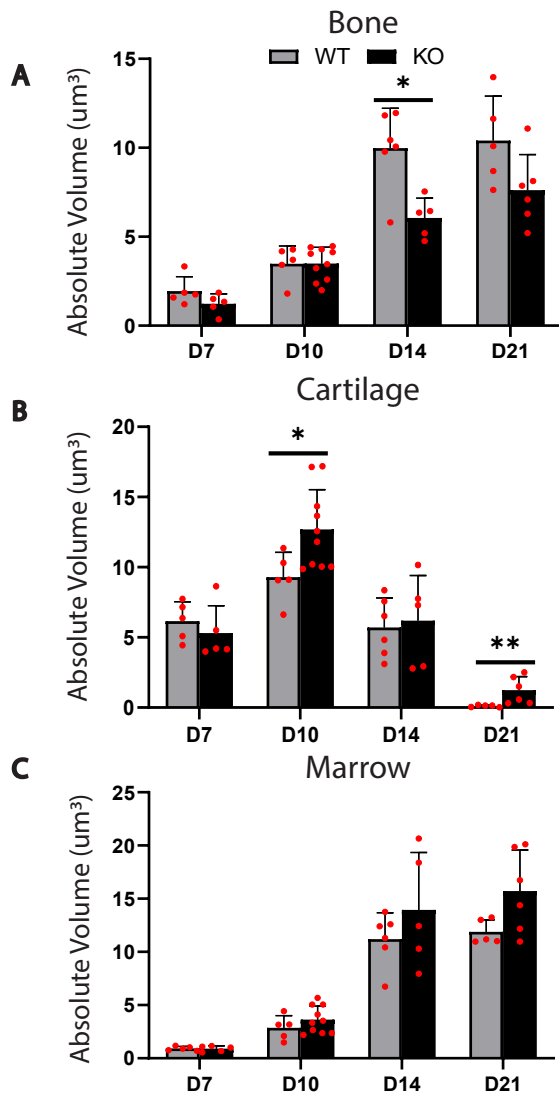 Bone
A
WT KO
Absolute Volume (um³)
15
10
5
0
*
D7 D10 D14 D21
Cartilage
B
Absolute Volume (um³)
20
15
10
5
0
*
**
D7 D10 D14 D21
C
Marrow
Absolute Volume (um³)
25
20
15
10
5
0
D7 D10 D14 D21